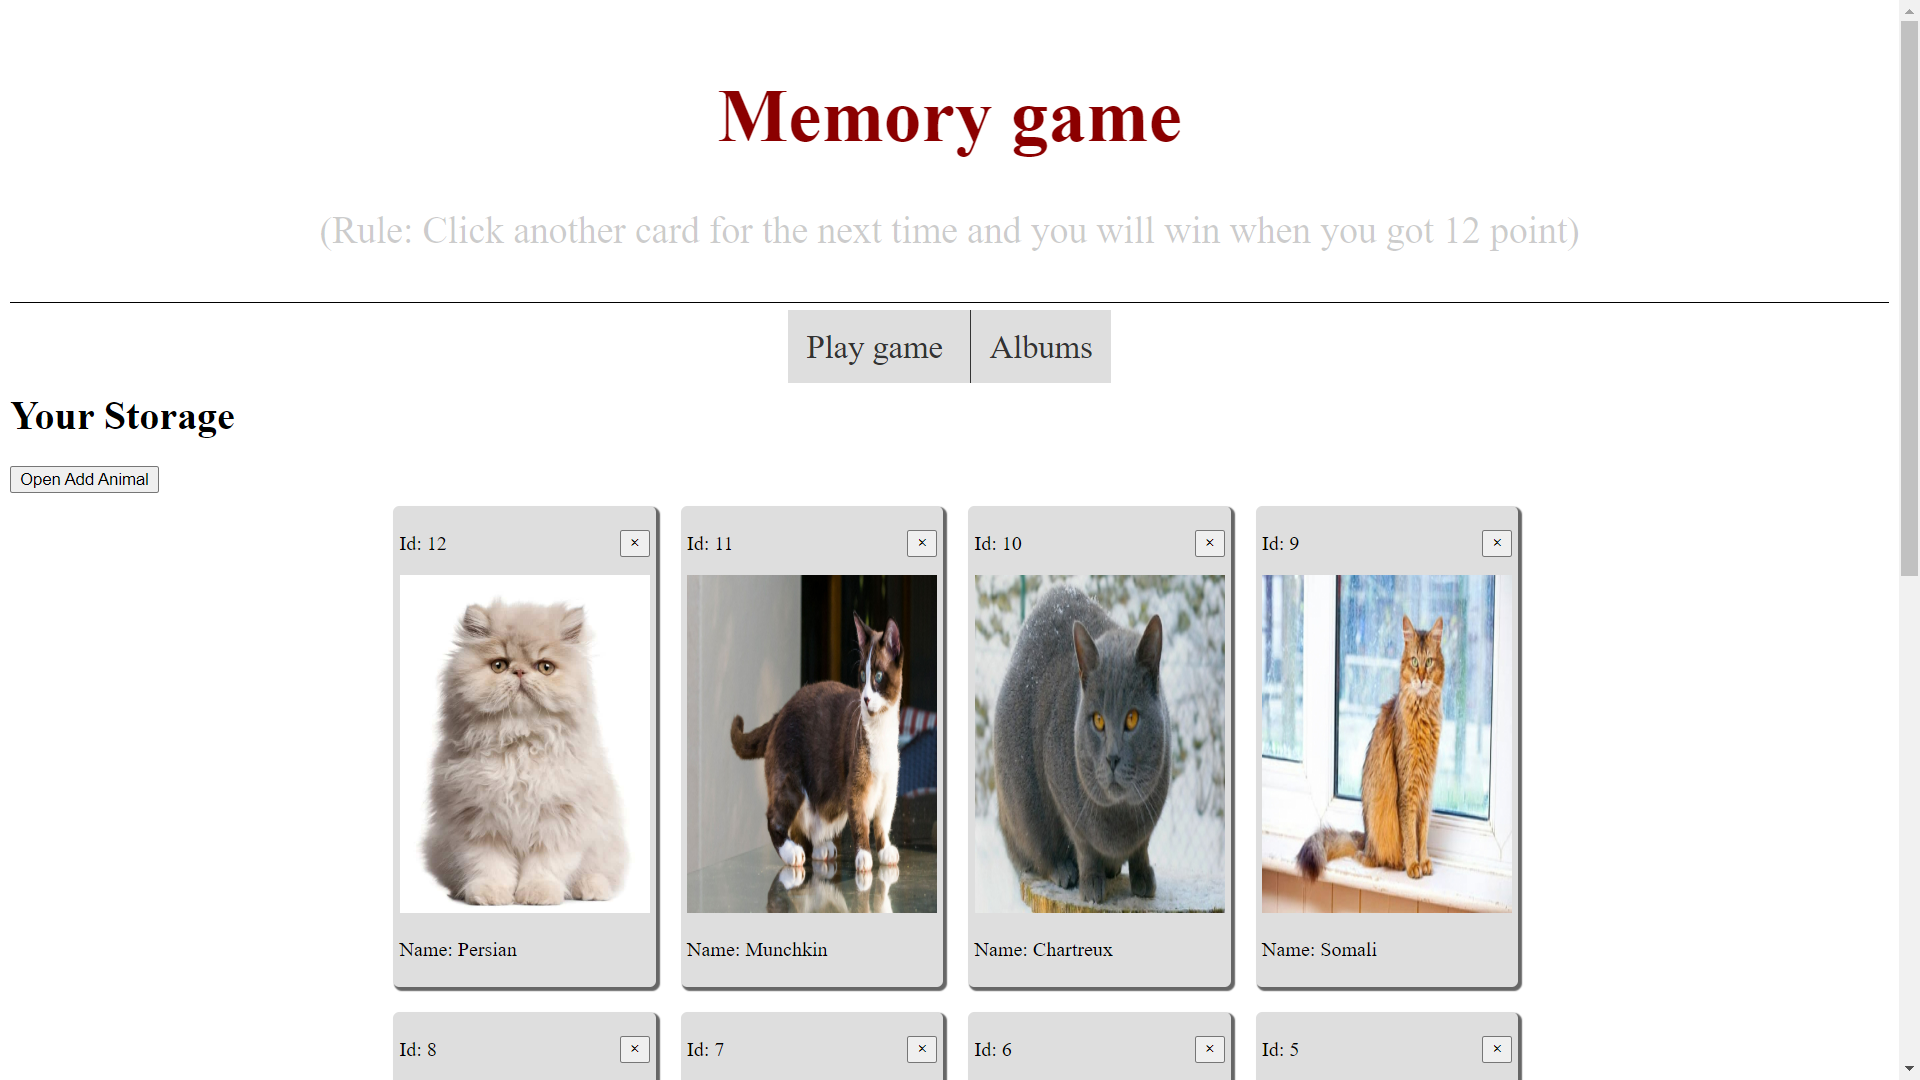 Memory game
(Rule: Click another card for the next time and you will win when you got 12 point)
Play game
Albums
Your Storage
Open Add Animal
Id: 12 ×
Id: 11 ×
Id: 10 ×
Id: 9 ×
Name: Persian
Name: Munchkin
Name: Chartreux
Name: Somali
Id: 8 ×
Id: 7 ×
Id: 6 ×
Id: 5 ×